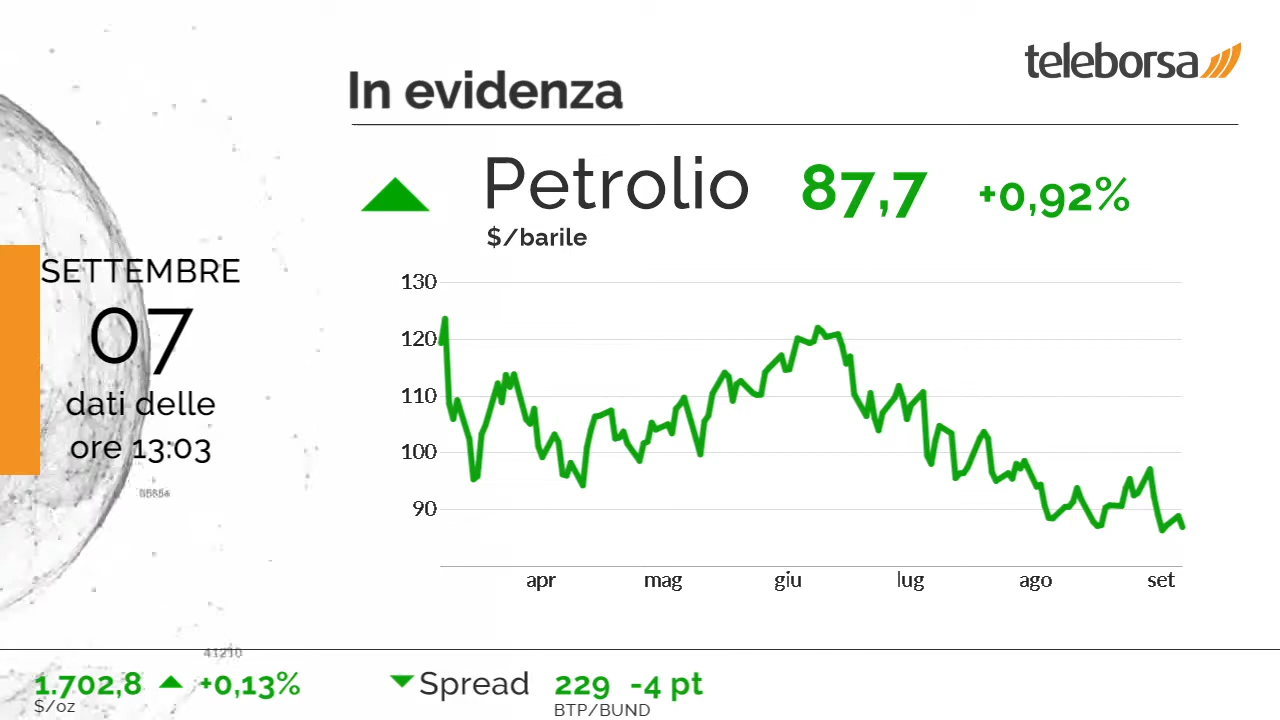 teleborsa
In evidenza
Petrolio 87,7 +0,92%
$/barile
SETTEMBRE
07
dati delle
ore 13:03
130
120
110
100
90
apr mag giu lug ago set
41210
1.702,8 +0,13% Spread 229 -4 pt
$/oz BTP/BUND